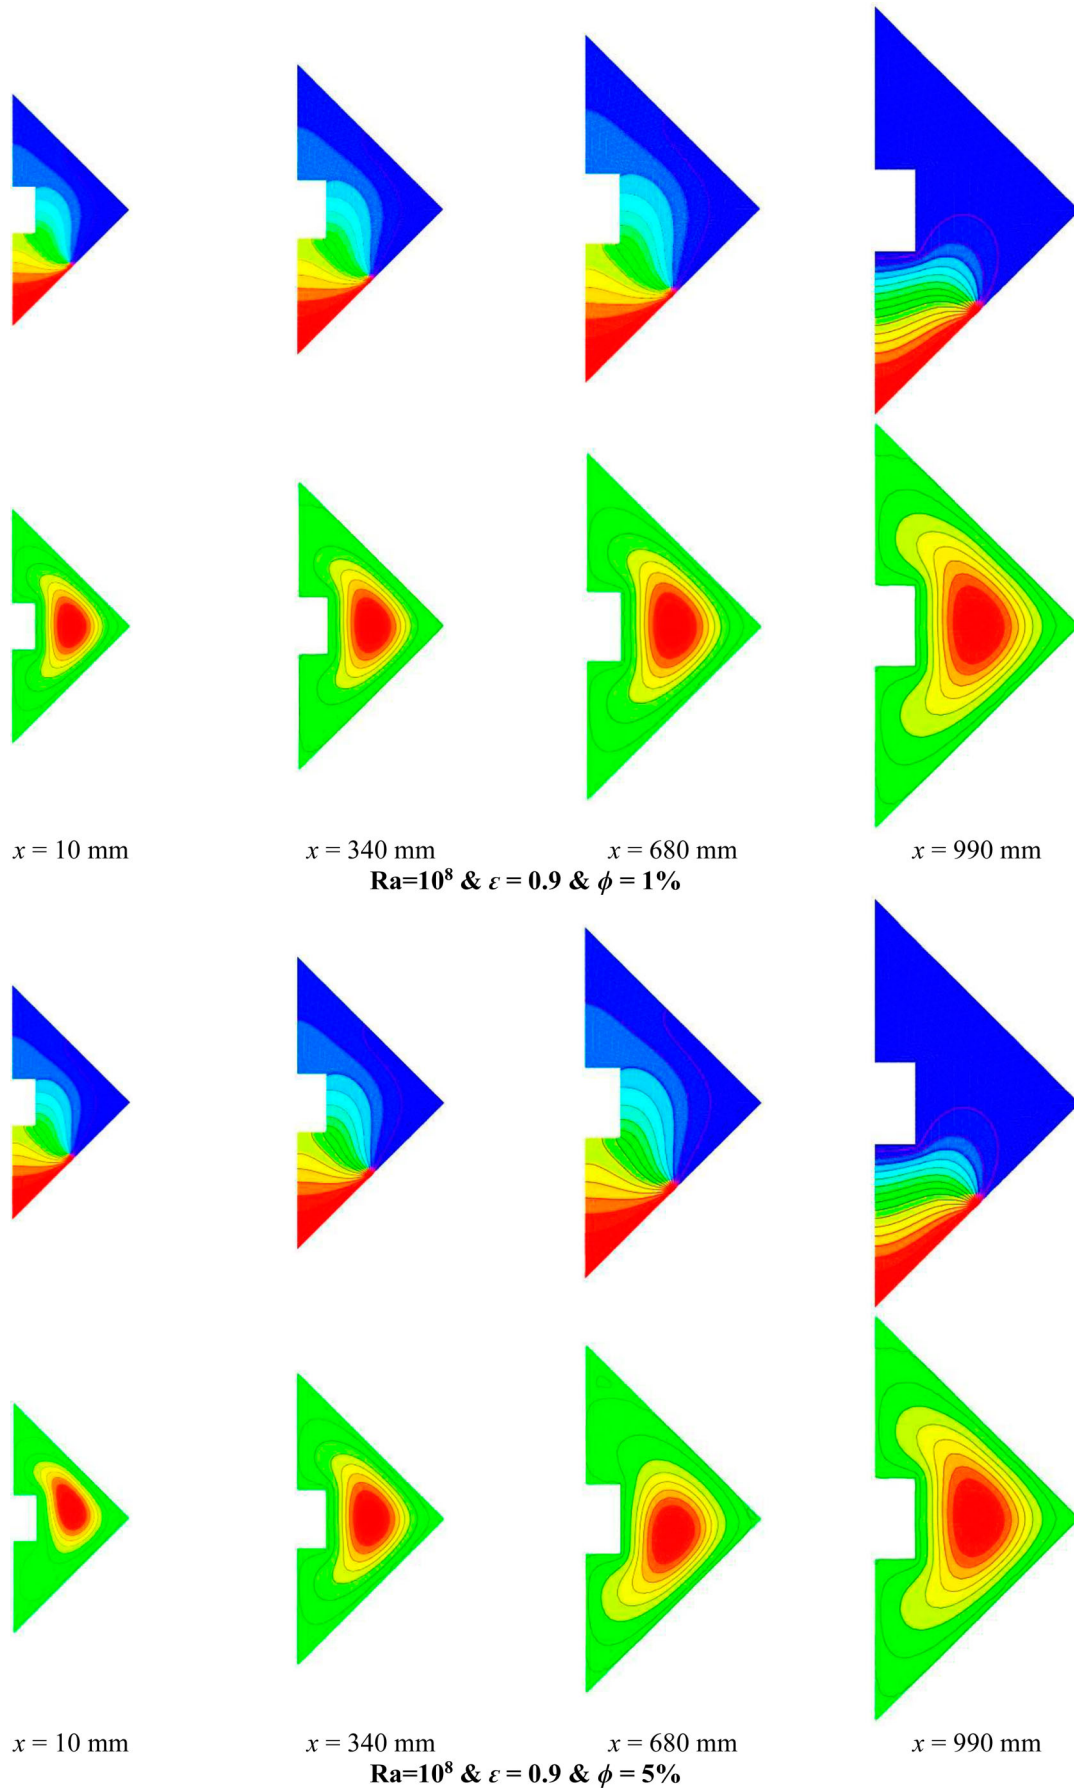 x = 10 mm x = 340 mm x = 680 mm x = 990 mm
Ra=10⁸ & ε = 0.9 & ϕ = 1%
x = 10 mm x = 340 mm x = 680 mm x = 990 mm
Ra=10⁸ & ε = 0.9 & ϕ = 5%